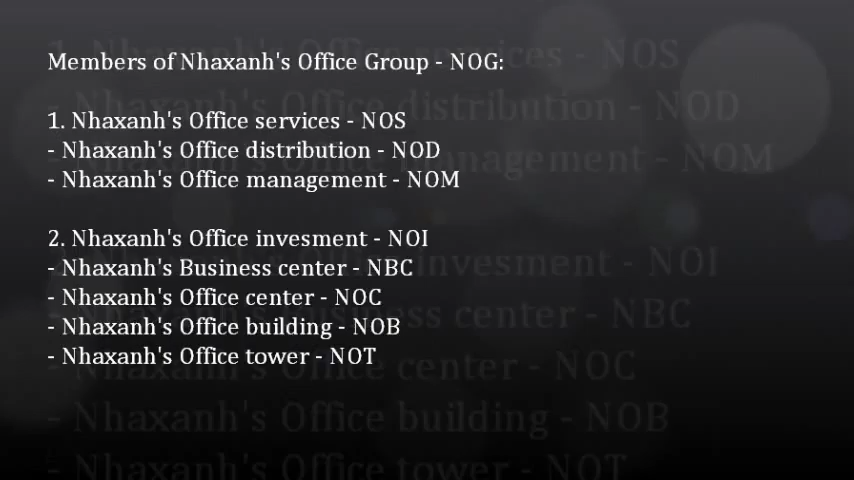 Members of Nhaxanh's Office Group - NOG:
1. Nhaxanh's Office services - NOS
- Nhaxanh's Office distribution - NOD
- Nhaxanh's Office management - NOM
2. Nhaxanh's Office invesment - NOI
- Nhaxanh's Business center - NBC
- Nhaxanh's Office center - NOC
- Nhaxanh's Office building - NOB
- Nhaxanh's Office tower - NOT